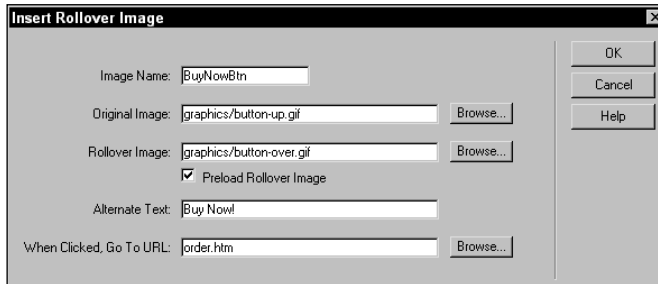 Insert Rollover Image
Image Name: BuyNowBtn
OK
Cancel
Original Image: graphics/button-up.gif Browse...
Help
Rollover Image: graphics/button-over.gif Browse...
Preload Rollover Image
Alternate Text: Buy Now!
When Clicked, Go To URL: order.htm Browse...